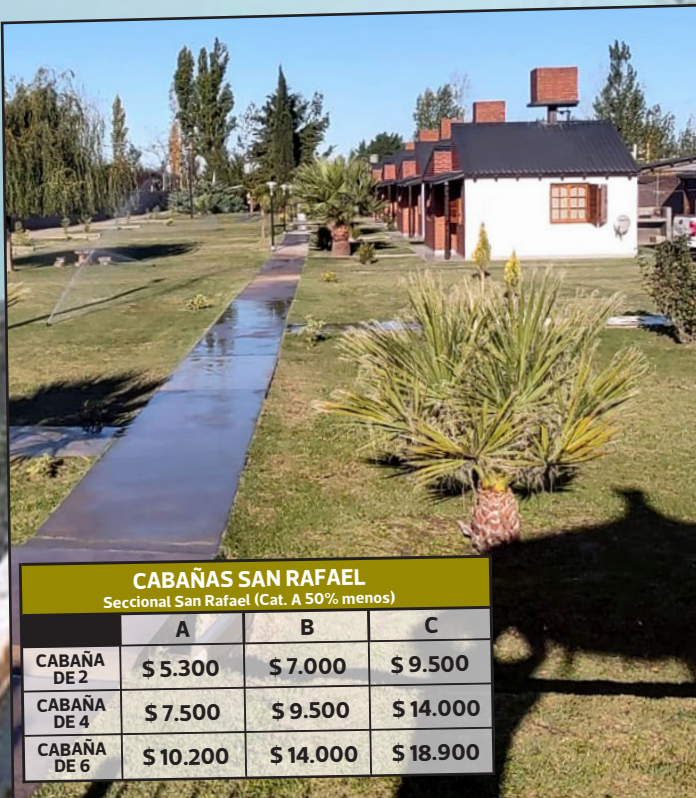 CABAÑAS SAN RAFAEL
Seccional San Rafael (Cat. A 50% menos)
A B C
CABAÑA
DE 2 $ 5.300 $ 7.000 $ 9.500
CABAÑA
DE 4 $ 7.500 $ 9.500 $ 14.000
CABAÑA
DE 6 $ 10.200 $ 14.000 $ 18.900